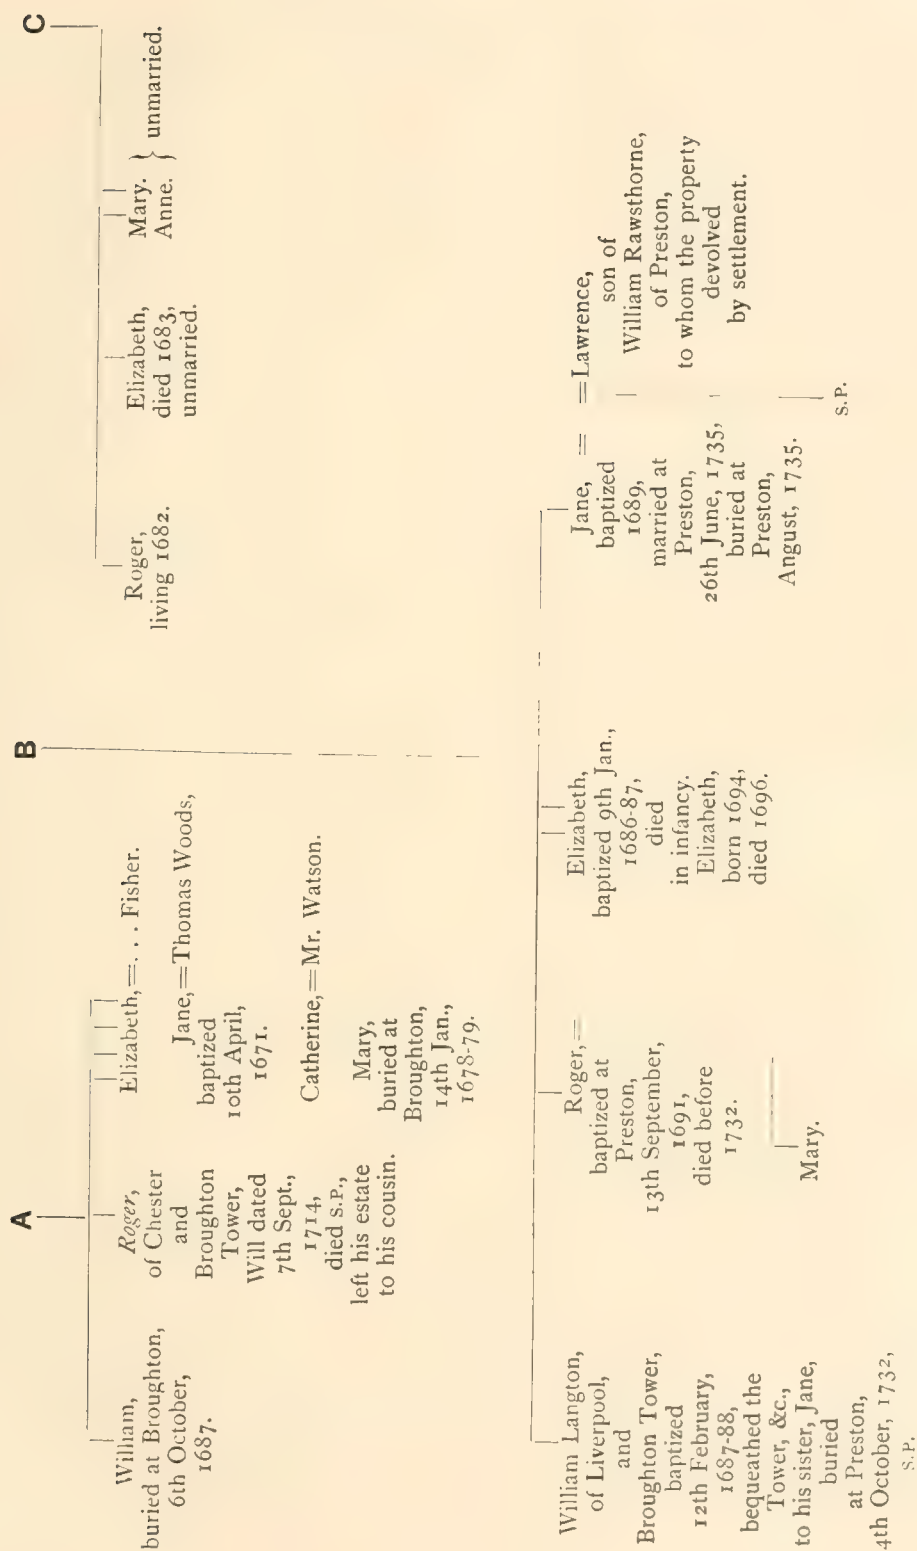 A
William,
buried at Broughton,
6th October,
1687.
Roger,
of Chester
and
Broughton
Tower,
Will dated
7th Sept.,
1714,
died S.P.,
left his estate
to his cousin.
Elizabeth,=. . . Fisher.
Jane,=Thomas Woods,
baptized
10th April,
1671.
Catherine,=Mr. Watson.
Mary,
buried at
Broughton,
14th Jan.,
1678-79.
B
William Langton,
of Liverpool,
and
Broughton Tower,
baptized
12th February,
1687-88,
bequeathed the
Tower, &c.,
to his sister, Jane,
buried
at Preston,
4th October, 1732,
S.P.
Roger,=
baptized at
Preston,
13th September,
1691,
died before
1732.
Mary.
Elizabeth,
baptized 9th Jan.,
1686-87,
died
in infancy.
Elizabeth,
born 1694,
died 1696.
Jane, =
baptized
1689,
married at
Preston,
26th June, 1735,
buried at
Preston,
Angust, 1735.
=Lawrence,
son of
William Rawsthorne,
of Preston,
to whom the property
devolved
by settlement.
S.P.
C
Roger,
living 1682.
Elizabeth,
died 1683,
unmarried.
Mary. } unmarried.
Anne.